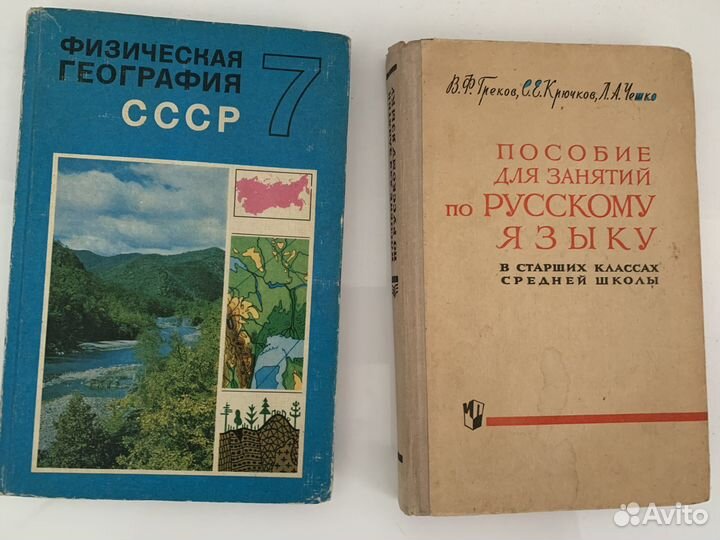 ФИЗИЧЕСКАЯ
ГЕОГРАФИЯ
СССР
7
В.Ф. Греков, С.Е. Крючков, Л.А. Чешко
ПОСОБИЕ
ДЛЯ ЗАНЯТИЙ
ПО РУССКОМУ
ЯЗЫКУ
В СТАРШИХ КЛАССАХ
СРЕДНЕЙ ШКОЛЫ
Avito